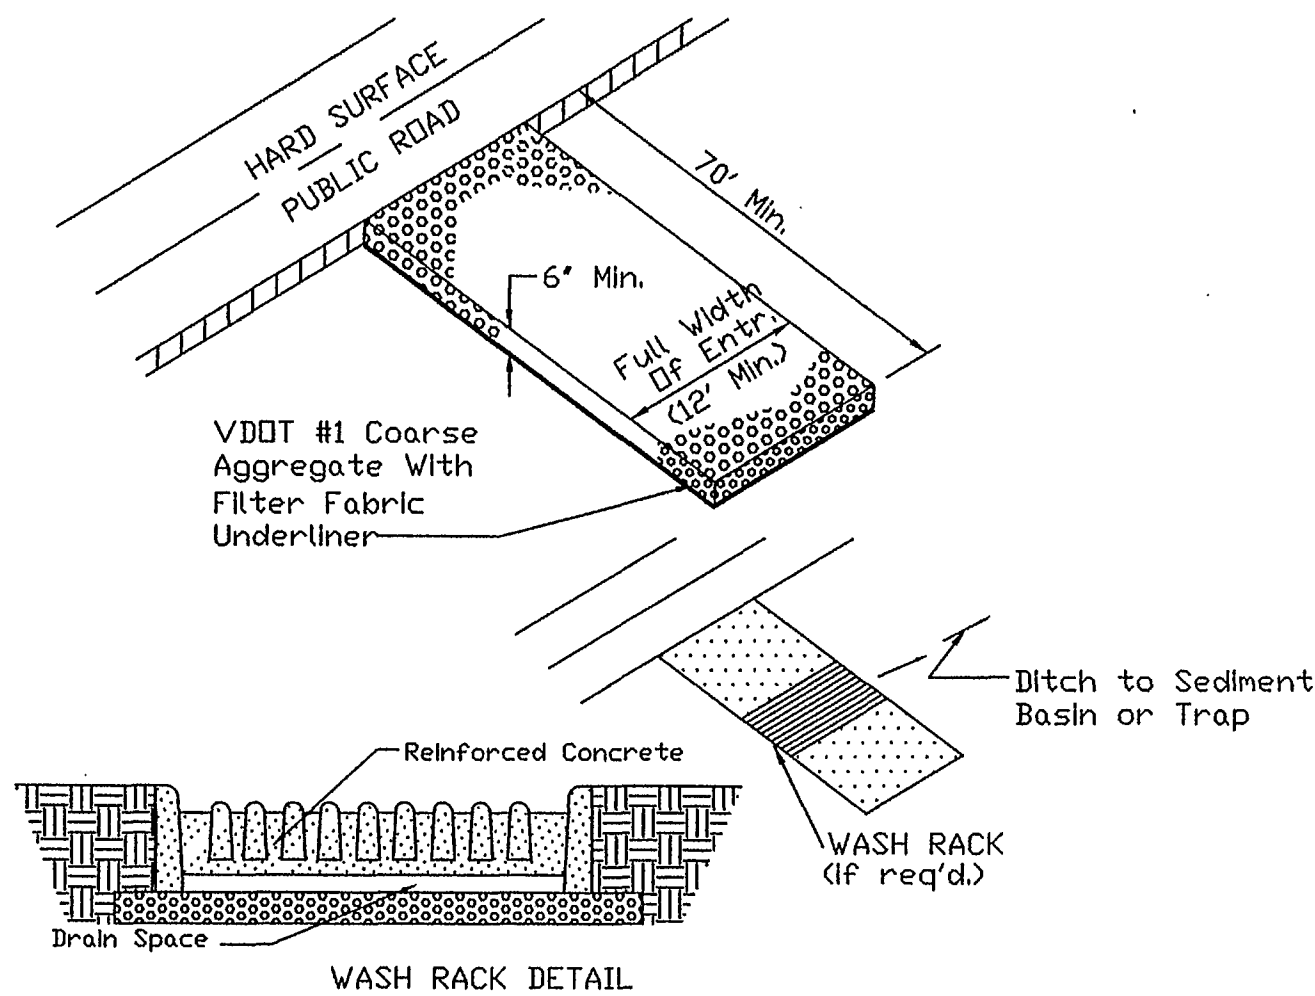 HARD SURFACE
PUBLIC ROAD
70' Min.
6" Min.
Full Width
Of Entr.
(12' Min.)
VDOT #1 Coarse
Aggregate With
Filter Fabric
Underliner
Ditch to Sediment
Basin or Trap
Reinforced Concrete
WASH RACK
(If req'd.)
Drain Space
WASH RACK DETAIL